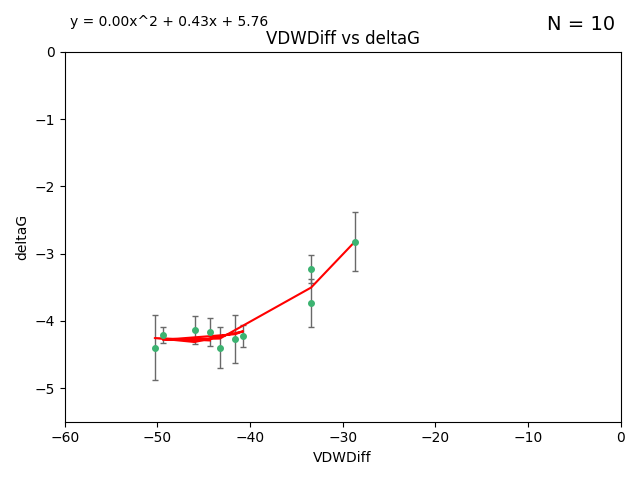 y = 0.00x^2 + 0.43x + 5.76
N = 10
VDWDiff vs deltaG
0
−1
−2
−3
−4
−5
deltaG
−60 −50 −40 −30 −20 −10 0
VDWDiff